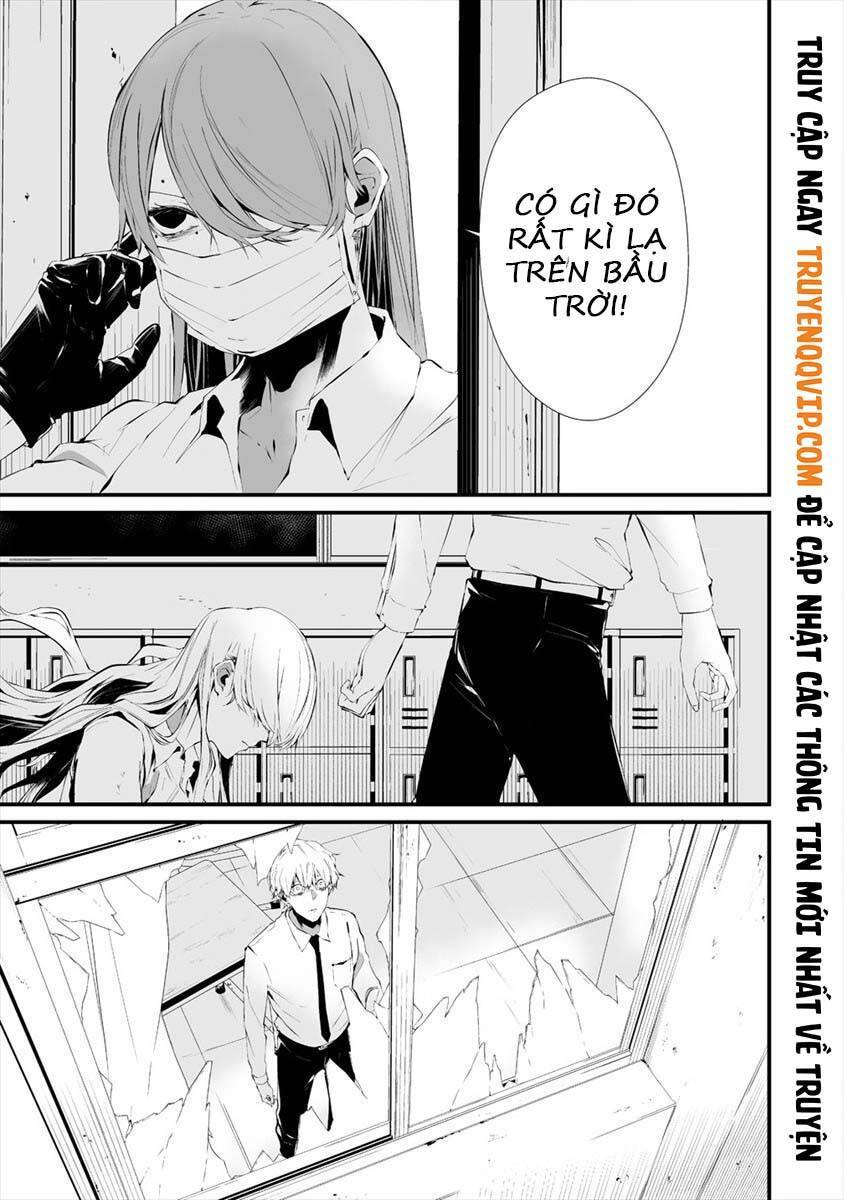 CÓ GÌ ĐÓ
RẤT KÌ LẠ
TRÊN BẦU
TRỜI!
TRUY CẬP NGAY TRUYENQQVIP.COM ĐỂ CẬP NHẬT CÁC THÔNG TIN MỚI NHẤT VỀ TRUYỆN